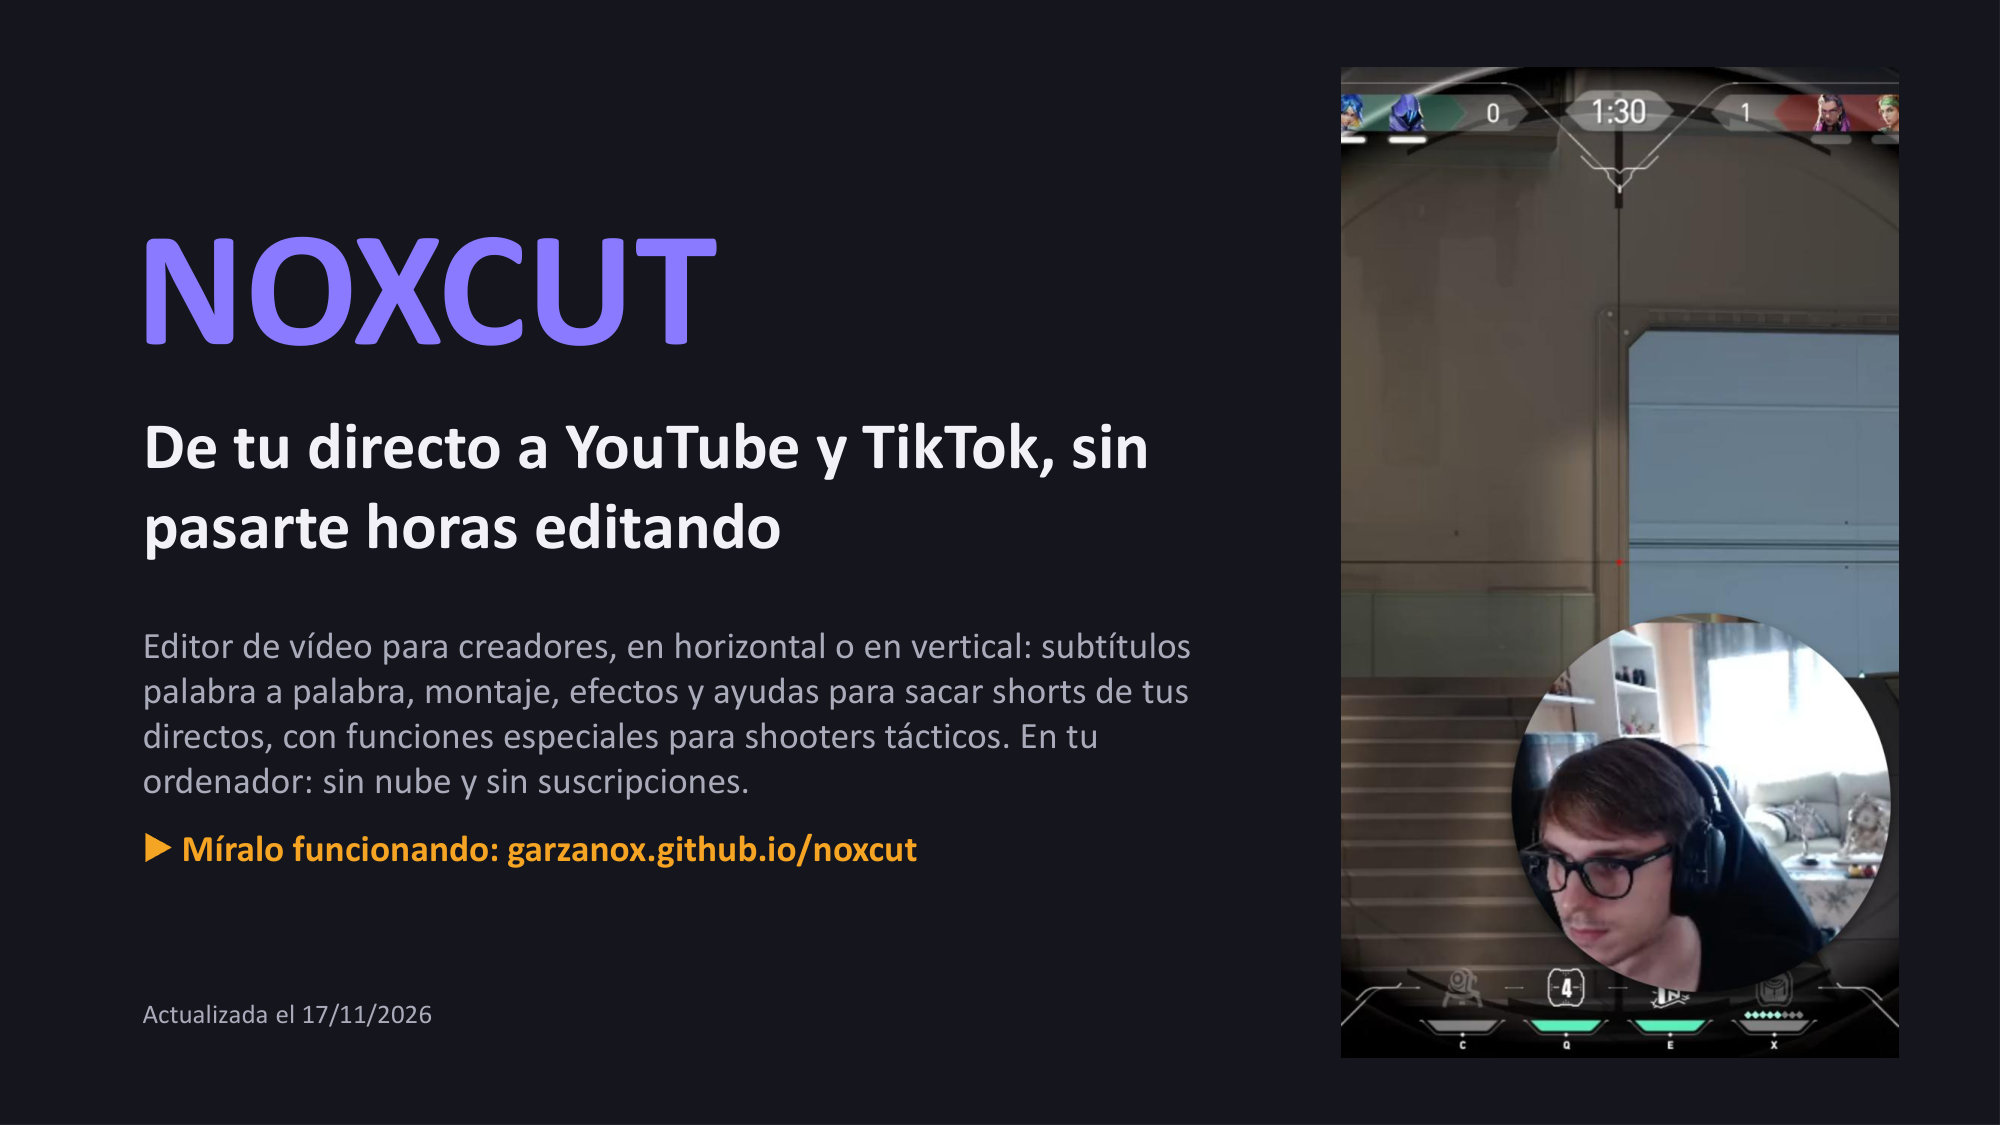 NOXCUT
De tu directo a YouTube y TikTok, sin
pasarte horas editando
Editor de vídeo para creadores, en horizontal o en vertical: subtítulos
palabra a palabra, montaje, efectos y ayudas para sacar shorts de tus
directos, con funciones especiales para shooters tácticos. En tu
ordenador: sin nube y sin suscripciones.
▶ Míralo funcionando: garzanox.github.io/noxcut
Actualizada el 17/11/2026
0 1:30 1
4
C Q E X